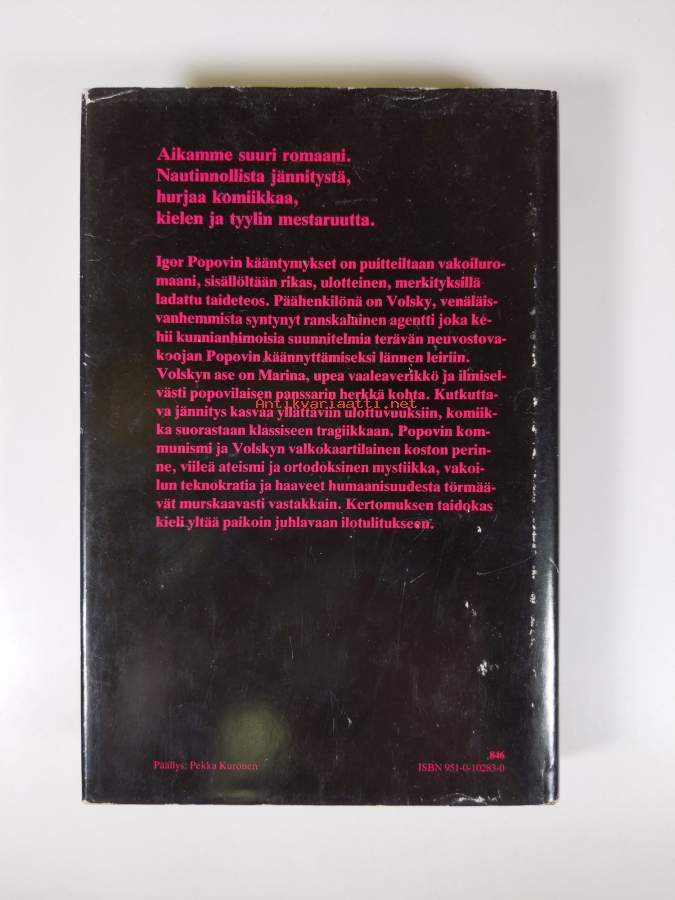 Aikamme suuri romaani.
Nautinnollista jännitystä,
hurjaa komiikkaa,
kielen ja tyylin mestaruutta.
Igor Popovin kääntymykset on puitteiltaan vakoiluro-
maani, sisällöltään rikas, ulotteinen, merkityksillä
ladattu taideteos. Päähenkilönä on Volsky, venäläis-
vanhemmista syntynyt ranskalainen agentti joka ke-
hii kunnianhimoisia suunnitelmia terävän neuvostova-
koojan Popovin käännyttämiseksi lännen leiriin.
Volskyn ase on Marina, upea vaaleaverikkö ja ilmisel-
västi popovilaisen panssarin herkkä kohta. Kutkutta-
Antikvariaatti.net
va jännitys kasvaa yllättäviin ulottuvuuksiin, komiik-
ka suorastaan klassiseen tragiikkaan. Popovin kom-
munismi ja Volskyn valkokaartilainen koston perin-
ne, viileä ateismi ja ortodoksinen mystiikka, vakoi-
lun teknokratia ja haaveet humaanisuudesta törmää-
vät murskaavasti vastakkain. Kertomuksen taidokas
kieli yltää paikoin juhlavaan ilotulitukseen.
.846
Päällys: Pekka Kuronen
ISBN 951-0-10283-0